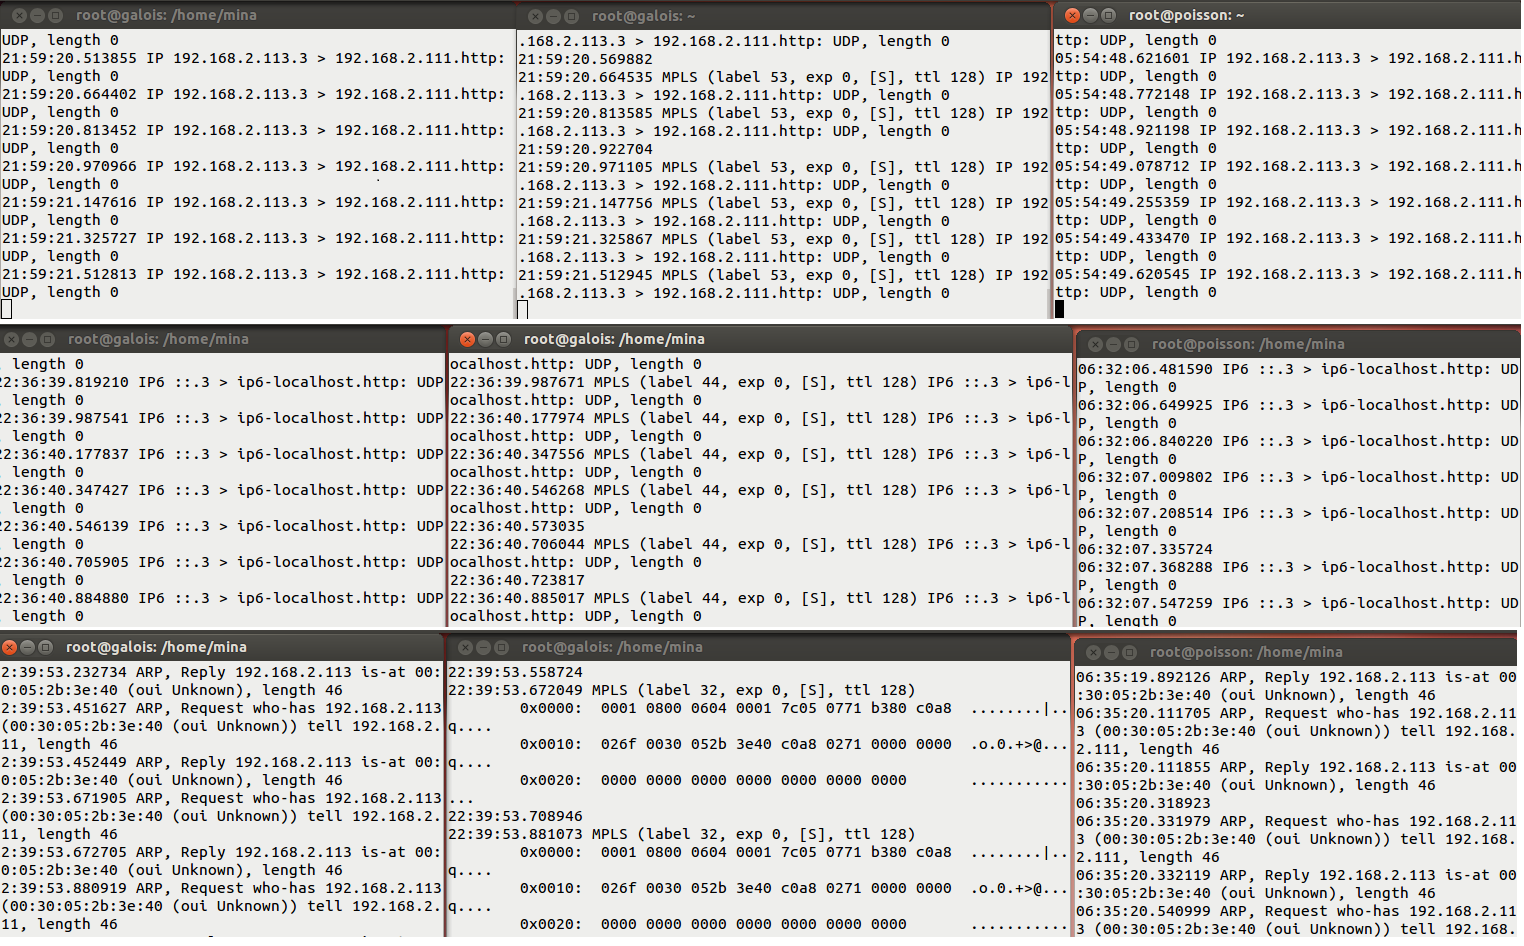 root@galois: /home/mina
UDP, length 0
21:59:20.513855 IP 192.168.2.113.3 > 192.168.2.111.http:
UDP, length 0
21:59:20.664402 IP 192.168.2.113.3 > 192.168.2.111.http:
UDP, length 0
21:59:20.813452 IP 192.168.2.113.3 > 192.168.2.111.http:
UDP, length 0
21:59:20.970966 IP 192.168.2.113.3 > 192.168.2.111.http:
UDP, length 0
21:59:21.147616 IP 192.168.2.113.3 > 192.168.2.111.http:
UDP, length 0
21:59:21.325727 IP 192.168.2.113.3 > 192.168.2.111.http:
UDP, length 0
21:59:21.512813 IP 192.168.2.113.3 > 192.168.2.111.http:
UDP, length 0
root@galois: ~
.168.2.113.3 > 192.168.2.111.http: UDP, length 0
21:59:20.569882
21:59:20.664535 MPLS (label 53, exp 0, [S], ttl 128) IP 192
.168.2.113.3 > 192.168.2.111.http: UDP, length 0
21:59:20.813585 MPLS (label 53, exp 0, [S], ttl 128) IP 192
.168.2.113.3 > 192.168.2.111.http: UDP, length 0
21:59:20.922704
21:59:20.971105 MPLS (label 53, exp 0, [S], ttl 128) IP 192
.168.2.113.3 > 192.168.2.111.http: UDP, length 0
21:59:21.147756 MPLS (label 53, exp 0, [S], ttl 128) IP 192
.168.2.113.3 > 192.168.2.111.http: UDP, length 0
21:59:21.325867 MPLS (label 53, exp 0, [S], ttl 128) IP 192
.168.2.113.3 > 192.168.2.111.http: UDP, length 0
21:59:21.512945 MPLS (label 53, exp 0, [S], ttl 128) IP 192
.168.2.113.3 > 192.168.2.111.http: UDP, length 0
root@poisson: ~
ttp: UDP, length 0
05:54:48.621601 IP 192.168.2.113.3 > 192.168.2.111.h
ttp: UDP, length 0
05:54:48.772148 IP 192.168.2.113.3 > 192.168.2.111.h
ttp: UDP, length 0
05:54:48.921198 IP 192.168.2.113.3 > 192.168.2.111.h
ttp: UDP, length 0
05:54:49.078712 IP 192.168.2.113.3 > 192.168.2.111.h
ttp: UDP, length 0
05:54:49.255359 IP 192.168.2.113.3 > 192.168.2.111.h
ttp: UDP, length 0
05:54:49.433470 IP 192.168.2.113.3 > 192.168.2.111.h
ttp: UDP, length 0
05:54:49.620545 IP 192.168.2.113.3 > 192.168.2.111.h
ttp: UDP, length 0
root@galois: /home/mina
, length 0
22:36:39.819210 IP6 ::.3 > ip6-localhost.http: UDP
, length 0
22:36:39.987541 IP6 ::.3 > ip6-localhost.http: UDP
, length 0
22:36:40.177837 IP6 ::.3 > ip6-localhost.http: UDP
, length 0
22:36:40.347427 IP6 ::.3 > ip6-localhost.http: UDP
, length 0
22:36:40.546139 IP6 ::.3 > ip6-localhost.http: UDP
, length 0
22:36:40.705905 IP6 ::.3 > ip6-localhost.http: UDP
, length 0
22:36:40.884880 IP6 ::.3 > ip6-localhost.http: UDP
, length 0
root@galois: /home/mina
ocalhost.http: UDP, length 0
22:36:39.987671 MPLS (label 44, exp 0, [S], ttl 128) IP6 ::.3 > ip6-l
ocalhost.http: UDP, length 0
22:36:40.177974 MPLS (label 44, exp 0, [S], ttl 128) IP6 ::.3 > ip6-l
ocalhost.http: UDP, length 0
22:36:40.347556 MPLS (label 44, exp 0, [S], ttl 128) IP6 ::.3 > ip6-l
ocalhost.http: UDP, length 0
22:36:40.546268 MPLS (label 44, exp 0, [S], ttl 128) IP6 ::.3 > ip6-l
ocalhost.http: UDP, length 0
22:36:40.573035
22:36:40.706044 MPLS (label 44, exp 0, [S], ttl 128) IP6 ::.3 > ip6-l
ocalhost.http: UDP, length 0
22:36:40.723817
22:36:40.885017 MPLS (label 44, exp 0, [S], ttl 128) IP6 ::.3 > ip6-l
ocalhost.http: UDP, length 0
root@poisson: /home/mina
06:32:06.481590 IP6 ::.3 > ip6-localhost.http: UD
P, length 0
06:32:06.649925 IP6 ::.3 > ip6-localhost.http: UD
P, length 0
06:32:06.840220 IP6 ::.3 > ip6-localhost.http: UD
P, length 0
06:32:07.009802 IP6 ::.3 > ip6-localhost.http: UD
P, length 0
06:32:07.208514 IP6 ::.3 > ip6-localhost.http: UD
P, length 0
06:32:07.335724
06:32:07.368288 IP6 ::.3 > ip6-localhost.http: UD
P, length 0
06:32:07.547259 IP6 ::.3 > ip6-localhost.http: UD
P, length 0
root@galois: /home/mina
2:39:53.232734 ARP, Reply 192.168.2.113 is-at 00:
0:05:2b:3e:40 (oui Unknown), length 46
2:39:53.451627 ARP, Request who-has 192.168.2.113
(00:30:05:2b:3e:40 (oui Unknown)) tell 192.168.2.
11, length 46
2:39:53.452449 ARP, Reply 192.168.2.113 is-at 00:
0:05:2b:3e:40 (oui Unknown), length 46
2:39:53.671905 ARP, Request who-has 192.168.2.113
(00:30:05:2b:3e:40 (oui Unknown)) tell 192.168.2.
11, length 46
2:39:53.672705 ARP, Reply 192.168.2.113 is-at 00:
0:05:2b:3e:40 (oui Unknown), length 46
2:39:53.880919 ARP, Request who-has 192.168.2.113
(00:30:05:2b:3e:40 (oui Unknown)) tell 192.168.2.
11, length 46
root@galois: /home/mina
22:39:53.558724
22:39:53.672049 MPLS (label 32, exp 0, [S], ttl 128)
0x0000: 0001 0800 0604 0001 7c05 0771 b380 c0a8 ........|..
q....
0x0010: 026f 0030 052b 3e40 c0a8 0271 0000 0000 .o.0.+>@...
q....
0x0020: 0000 0000 0000 0000 0000 0000 0000 ...........
...
22:39:53.708946
22:39:53.881073 MPLS (label 32, exp 0, [S], ttl 128)
0x0000: 0001 0800 0604 0001 7c05 0771 b380 c0a8 ........|..
q....
0x0010: 026f 0030 052b 3e40 c0a8 0271 0000 0000 .o.0.+>@...
q....
0x0020: 0000 0000 0000 0000 0000 0000 0000 ...........
root@poisson: /home/mina
06:35:19.892126 ARP, Reply 192.168.2.113 is-at 00
:30:05:2b:3e:40 (oui Unknown), length 46
06:35:20.111705 ARP, Request who-has 192.168.2.11
3 (00:30:05:2b:3e:40 (oui Unknown)) tell 192.168.
2.111, length 46
06:35:20.111855 ARP, Reply 192.168.2.113 is-at 00
:30:05:2b:3e:40 (oui Unknown), length 46
06:35:20.318923
06:35:20.331979 ARP, Request who-has 192.168.2.11
3 (00:30:05:2b:3e:40 (oui Unknown)) tell 192.168.
2.111, length 46
06:35:20.332119 ARP, Reply 192.168.2.113 is-at 00
:30:05:2b:3e:40 (oui Unknown), length 46
06:35:20.540999 ARP, Request who-has 192.168.2.11
3 (00:30:05:2b:3e:40 (oui Unknown)) tell 192.168.